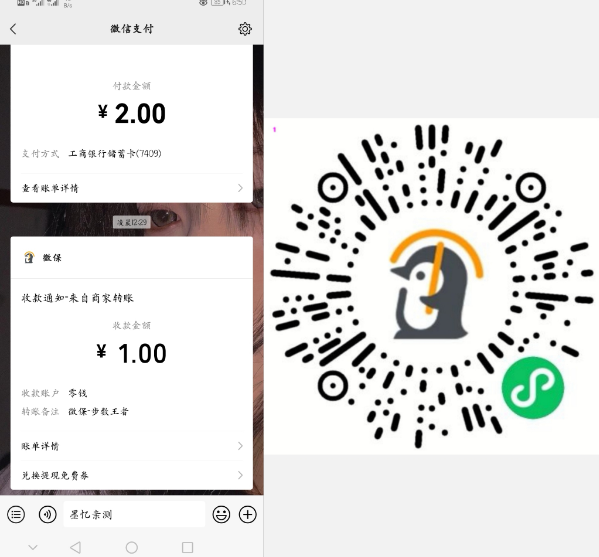 B/s
6:50
微信支付
付款金额
¥ 2.00
支付方式 工商银行储蓄卡(7409)
查看账单详情
凌晨12:29
微保
收款通知-来自商家转账
收款金额
¥ 1.00
收款账户 零钱
转账备注 微保-步数王者
账单详情
兑换提现免费券
墨忆亲测